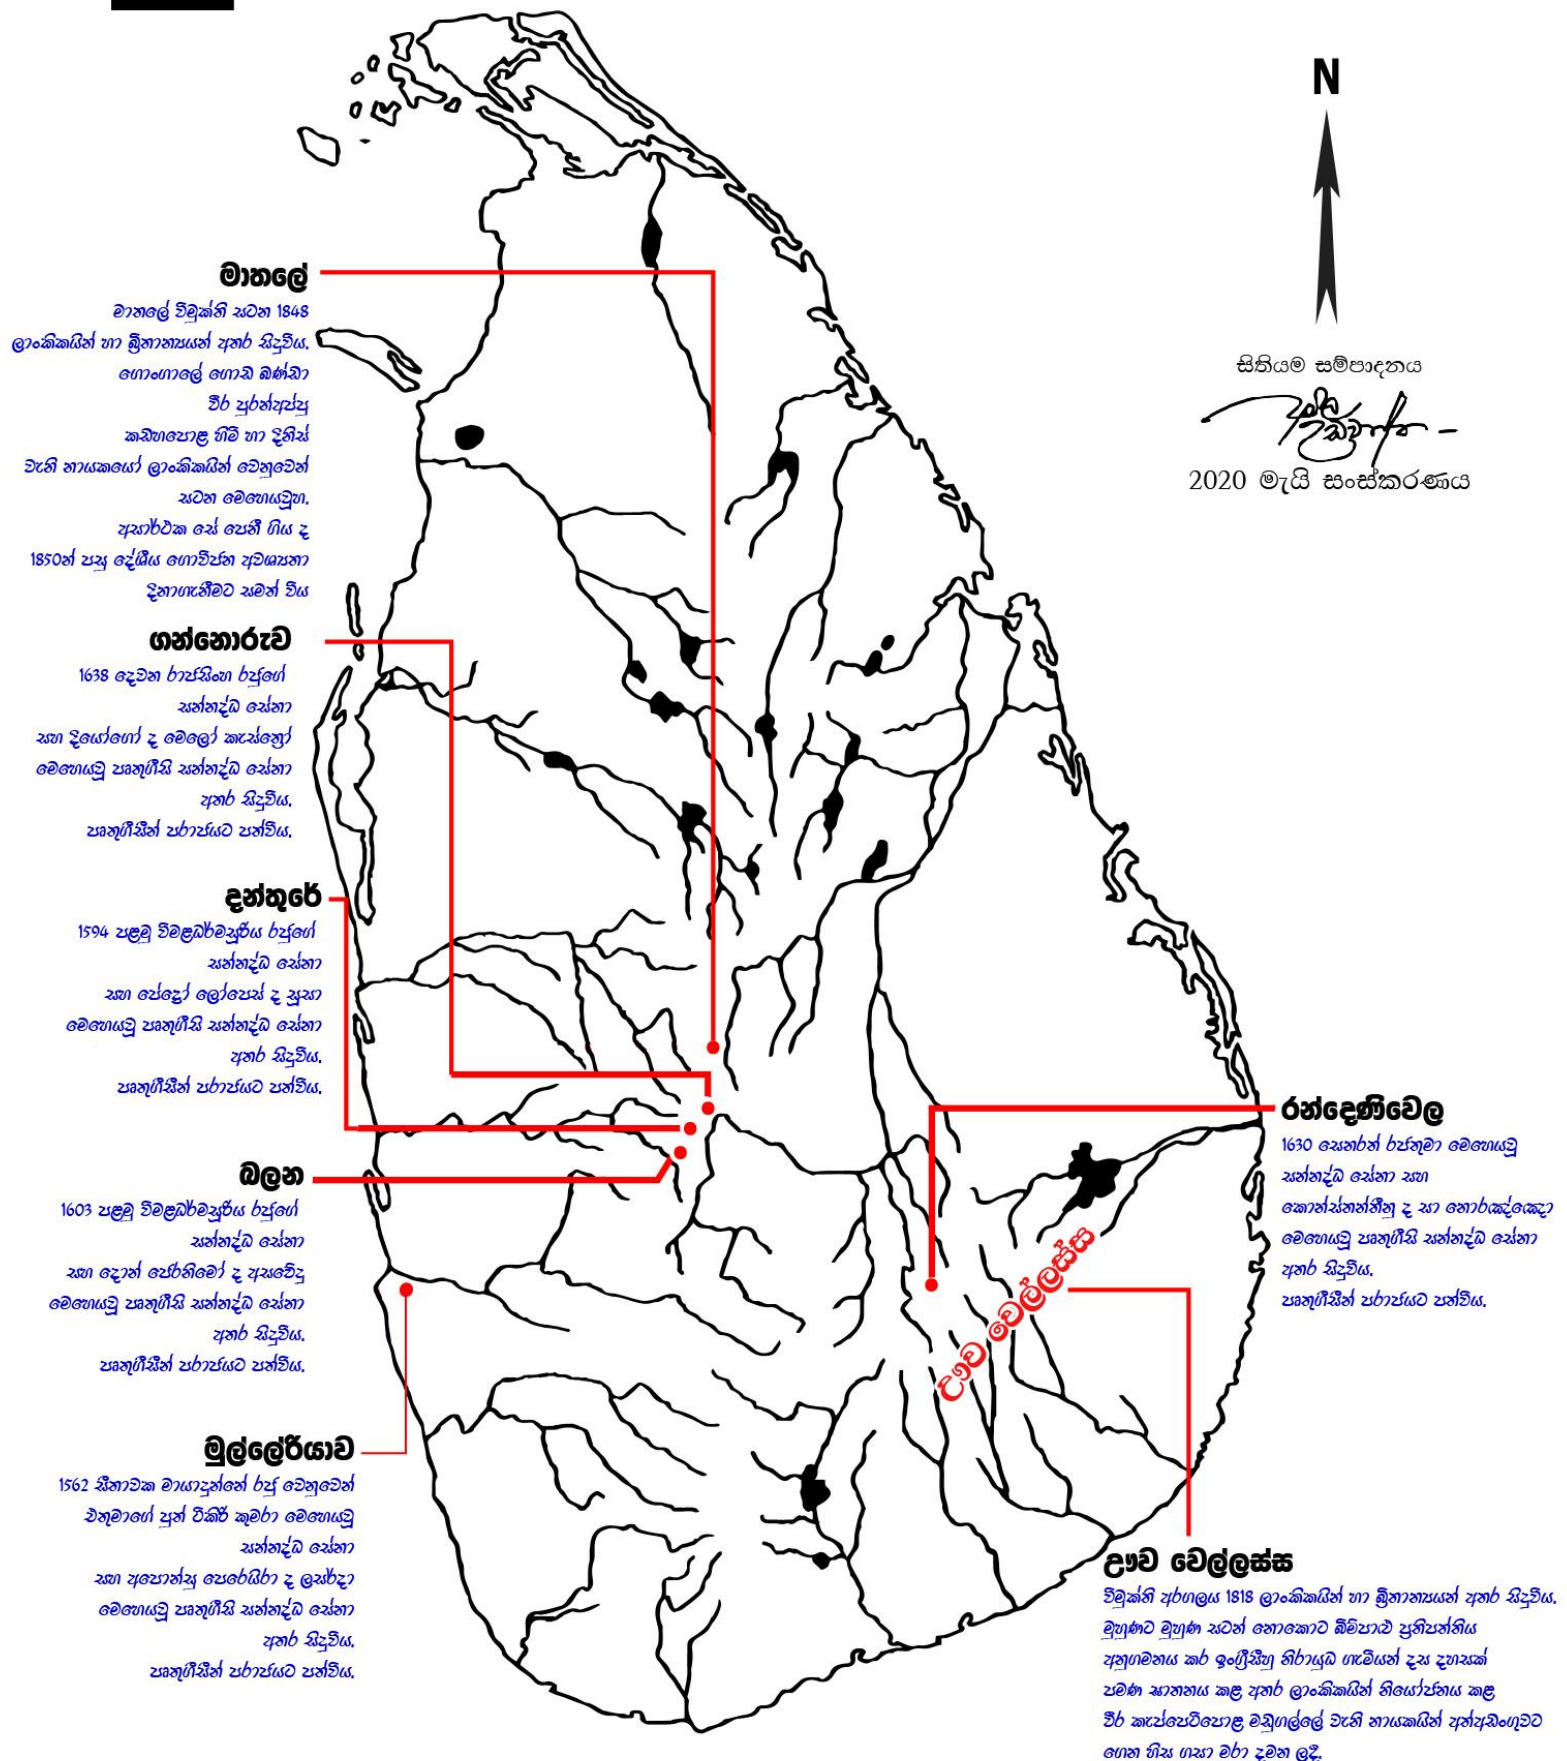 N
සිතියම සම්පාදනය
2020 මැයි සංස්කරණය
මාතලේ
මාතලේ විමුක්ති සටන 1848
ලාංකිකයින් හා බ්‍රිතාන්‍යයන් අතර සිදුවිය.
ගොංගාලේ ගොඩ බණ්ඩා
වීර පුරන්අප්පු
කඩහපොළ හිමි හා දිනිස්
වැනි නායකයෝ ලාංකිකයින් වෙනුවෙන්
සටන මෙහෙයවූහ.
අසාර්ථක සේ පෙනී ගිය ද
1850න් පසු දේශීය ගොවිජන අවශ්‍යතා
දිනාගැනීමට සමත් විය
ගන්නොරුව
1638 දෙවන රාජසිංහ රජුගේ
සන්නද්ධ සේනා
සහ දියෝගෝ ද මෙලෝ කැස්ත්‍රෝ
මෙහෙයවූ පෘතුගීසි සන්නද්ධ සේනා
අතර සිදුවිය.
පෘතුගීසීන් පරාජයට පත්විය.
දන්තුරේ
1594 පළමු විමළධර්මසූරිය රජුගේ
සන්නද්ධ සේනා
සහ පේද්‍රෝ ලෝපෙස් ද සූසා
මෙහෙයවූ පෘතුගීසි සන්නද්ධ සේනා
අතර සිදුවිය.
පෘතුගීසීන් පරාජයට පත්විය.
බලන
1603 පළමු විමළධර්මසූරිය රජුගේ
සන්නද්ධ සේනා
සහ දොන් ජෙරනිමෝ ද අසවේදු
මෙහෙයවූ පෘතුගීසි සන්නද්ධ සේනා
අතර සිදුවිය.
පෘතුගීසීන් පරාජයට පත්විය.
මුල්ලේරියාව
1562 සීතාවක මායාදුන්නේ රජු වෙනුවෙන්
එතුමාගේ පුත් ටිකිරි කුමරා මෙහෙයවූ
සන්නද්ධ සේනා
සහ අපොන්සු පෙරෙයිරා ද ලසර්දා
මෙහෙයවූ පෘතුගීසි සන්නද්ධ සේනා
අතර සිදුවිය.
පෘතුගීසීන් පරාජයට පත්විය.
රන්දෙණිවෙල
1630 සෙනරත් රජතුමා මෙහෙයවූ
සන්නද්ධ සේනා සහ
කොන්ස්තන්තීනු ද සා නොරඤ්ඤෝ
මෙහෙයවූ පෘතුගීසි සන්නද්ධ සේනා
අතර සිදුවිය.
පෘතුගීසීන් පරාජයට පත්විය.
ඌව වෙල්ලස්ස
ඌව වෙල්ලස්ස
විමුක්ති අරගලය 1818 ලාංකිකයින් හා බ්‍රිතාන්‍යයන් අතර සිදුවිය.
මුහුණට මුහුණ සටන් නොකොට බිම්පාළු ප්‍රතිපත්තිය
අනුගමනය කර ඉංග්‍රීසීහු නිරායුධ ගැමියන් දස දහසක්
පමණ ඝාතනය කළ අතර ලාංකිකයින් නියෝජනය කළ
වීර කැප්පෙටිපොළ මඩුගල්ලේ වැනි නායකයින් අත්අඩංගුවට
ගෙන හිස ගසා මරා දමන ලදී.